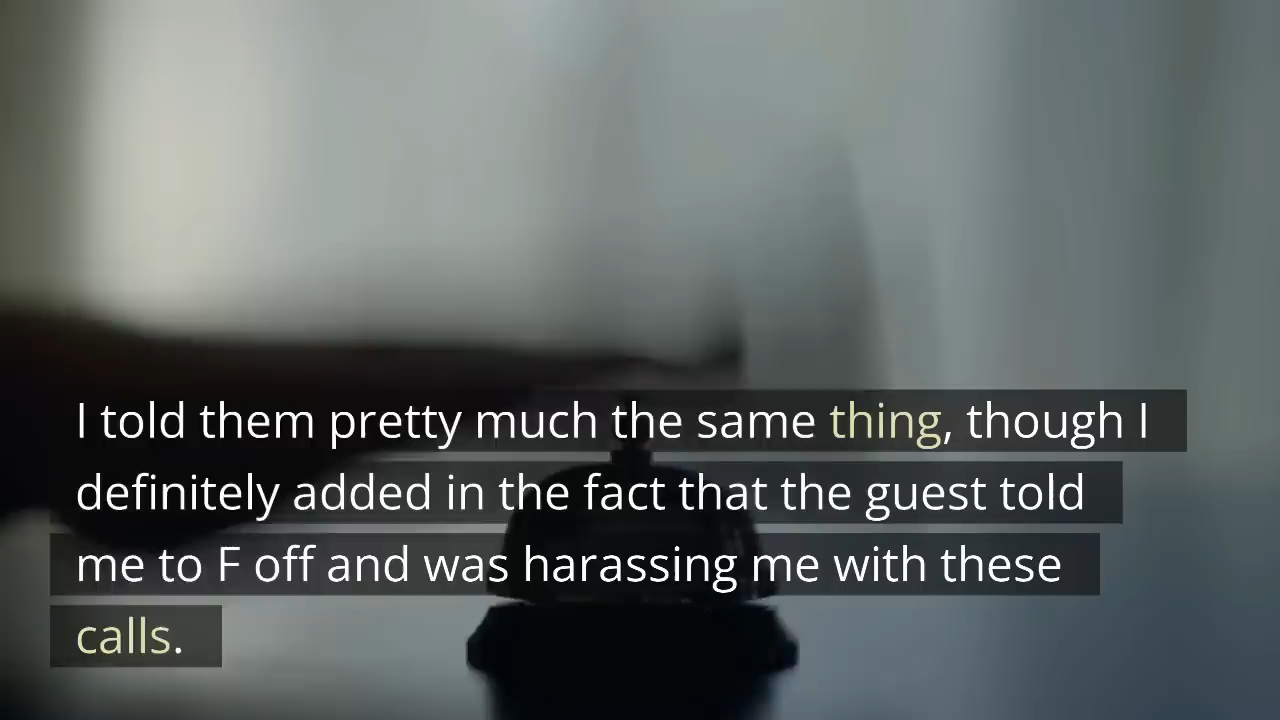 I told them pretty much the same thing, though I
definitely added in the fact that the guest told
me to F off and was harassing me with these
calls.